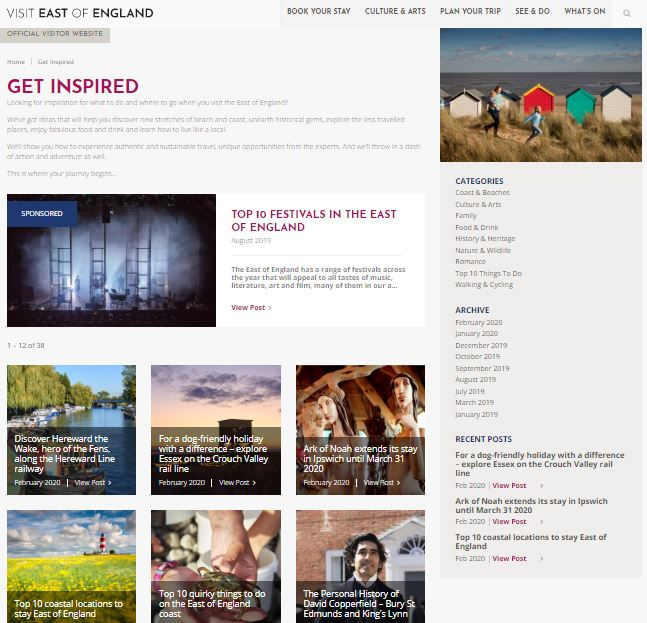 VISIT EAST OF ENGLAND
BOOK YOUR STAY
CULTURE & ARTS
PLAN YOUR TRIP
SEE & DO
WHAT'S ON
OFFICIAL VISITOR WEBSITE
Home | Get Inspired
GET INSPIRED
Looking for inspiration for what to do and where to go when you visit the East of England?
We've got ideas that will help you discover new stretches of beach and coast, unearth historical gems, explore the less travelled
places, enjoy fabulous food and drink and learn how to live like a local.
We'll show you how to experience authentic and sustainable travel, unique opportunities from the experts. And we'll throw in a dash
of action and adventure as well.
This is where your journey begins...
SPONSORED
TOP 10 FESTIVALS IN THE EAST
OF ENGLAND
August 2019
The East of England has a range of festivals across
the year that will appeal to all tastes of music,
literature, art and film, many of them in our a...
View Post >
1 - 12 of 38
Discover Hereward the
Wake, hero of the Fens,
along the Hereward Line
railway
February 2020 | View Post >
For a dog-friendly holiday
with a difference – explore
Essex on the Crouch Valley
rail line
February 2020 | View Post >
Ark of Noah extends its stay
in Ipswich until March 31
2020
February 2020 | View Post >
Top 10 coastal locations to
stay East of England
Top 10 quirky things to do
on the East of England
coast
The Personal History of
David Copperfield – Bury St
Edmunds and King's Lynn
CATEGORIES
Coast & Beaches
Culture & Arts
Family
Food & Drink
History & Heritage
Nature & Wildlife
Romance
Top 10 Things To Do
Walking & Cycling
ARCHIVE
February 2020
January 2020
December 2019
October 2019
September 2019
August 2019
July 2019
March 2019
January 2019
RECENT POSTS
For a dog-friendly holiday with a difference
– explore Essex on the Crouch Valley rail
line
Feb 2020 | View Post >
Ark of Noah extends its stay in Ipswich
until March 31 2020
Feb 2020 | View Post >
Top 10 coastal locations to stay East of
England
Feb 2020 | View Post >